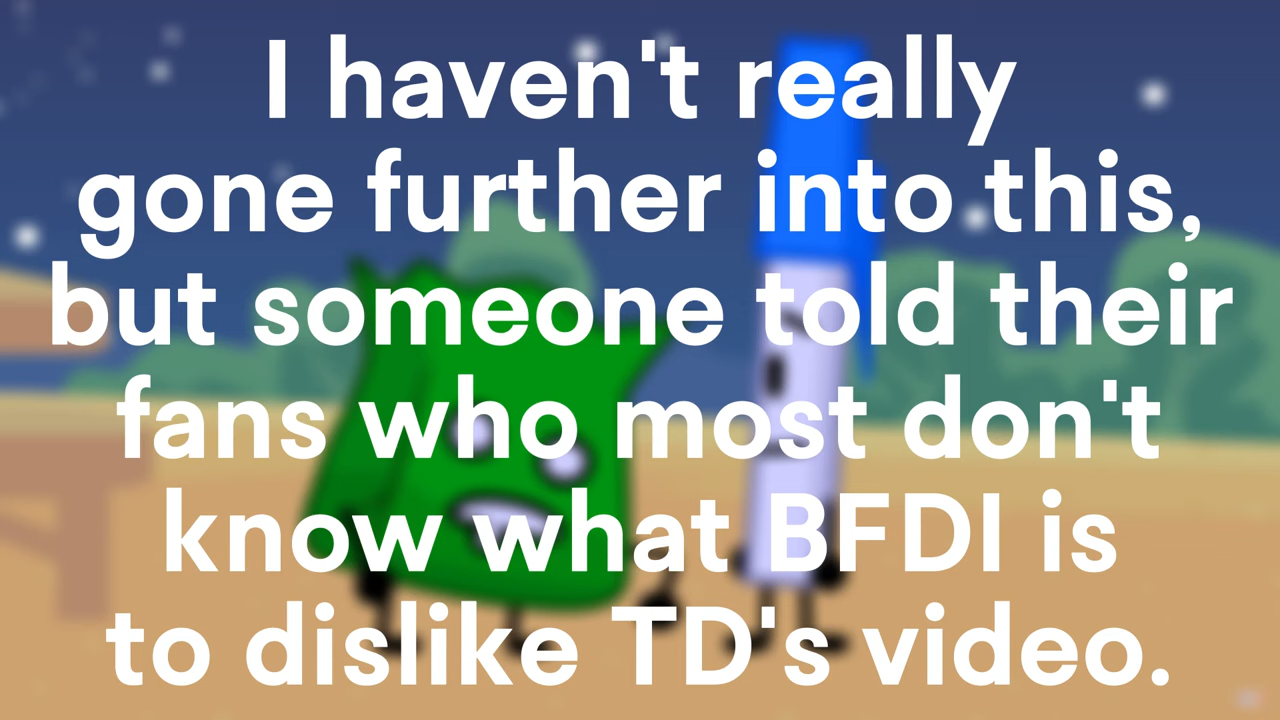 I haven't really
gone further into this,
but someone told their
fans who most don't
know what BFDI is
to dislike TD's video.